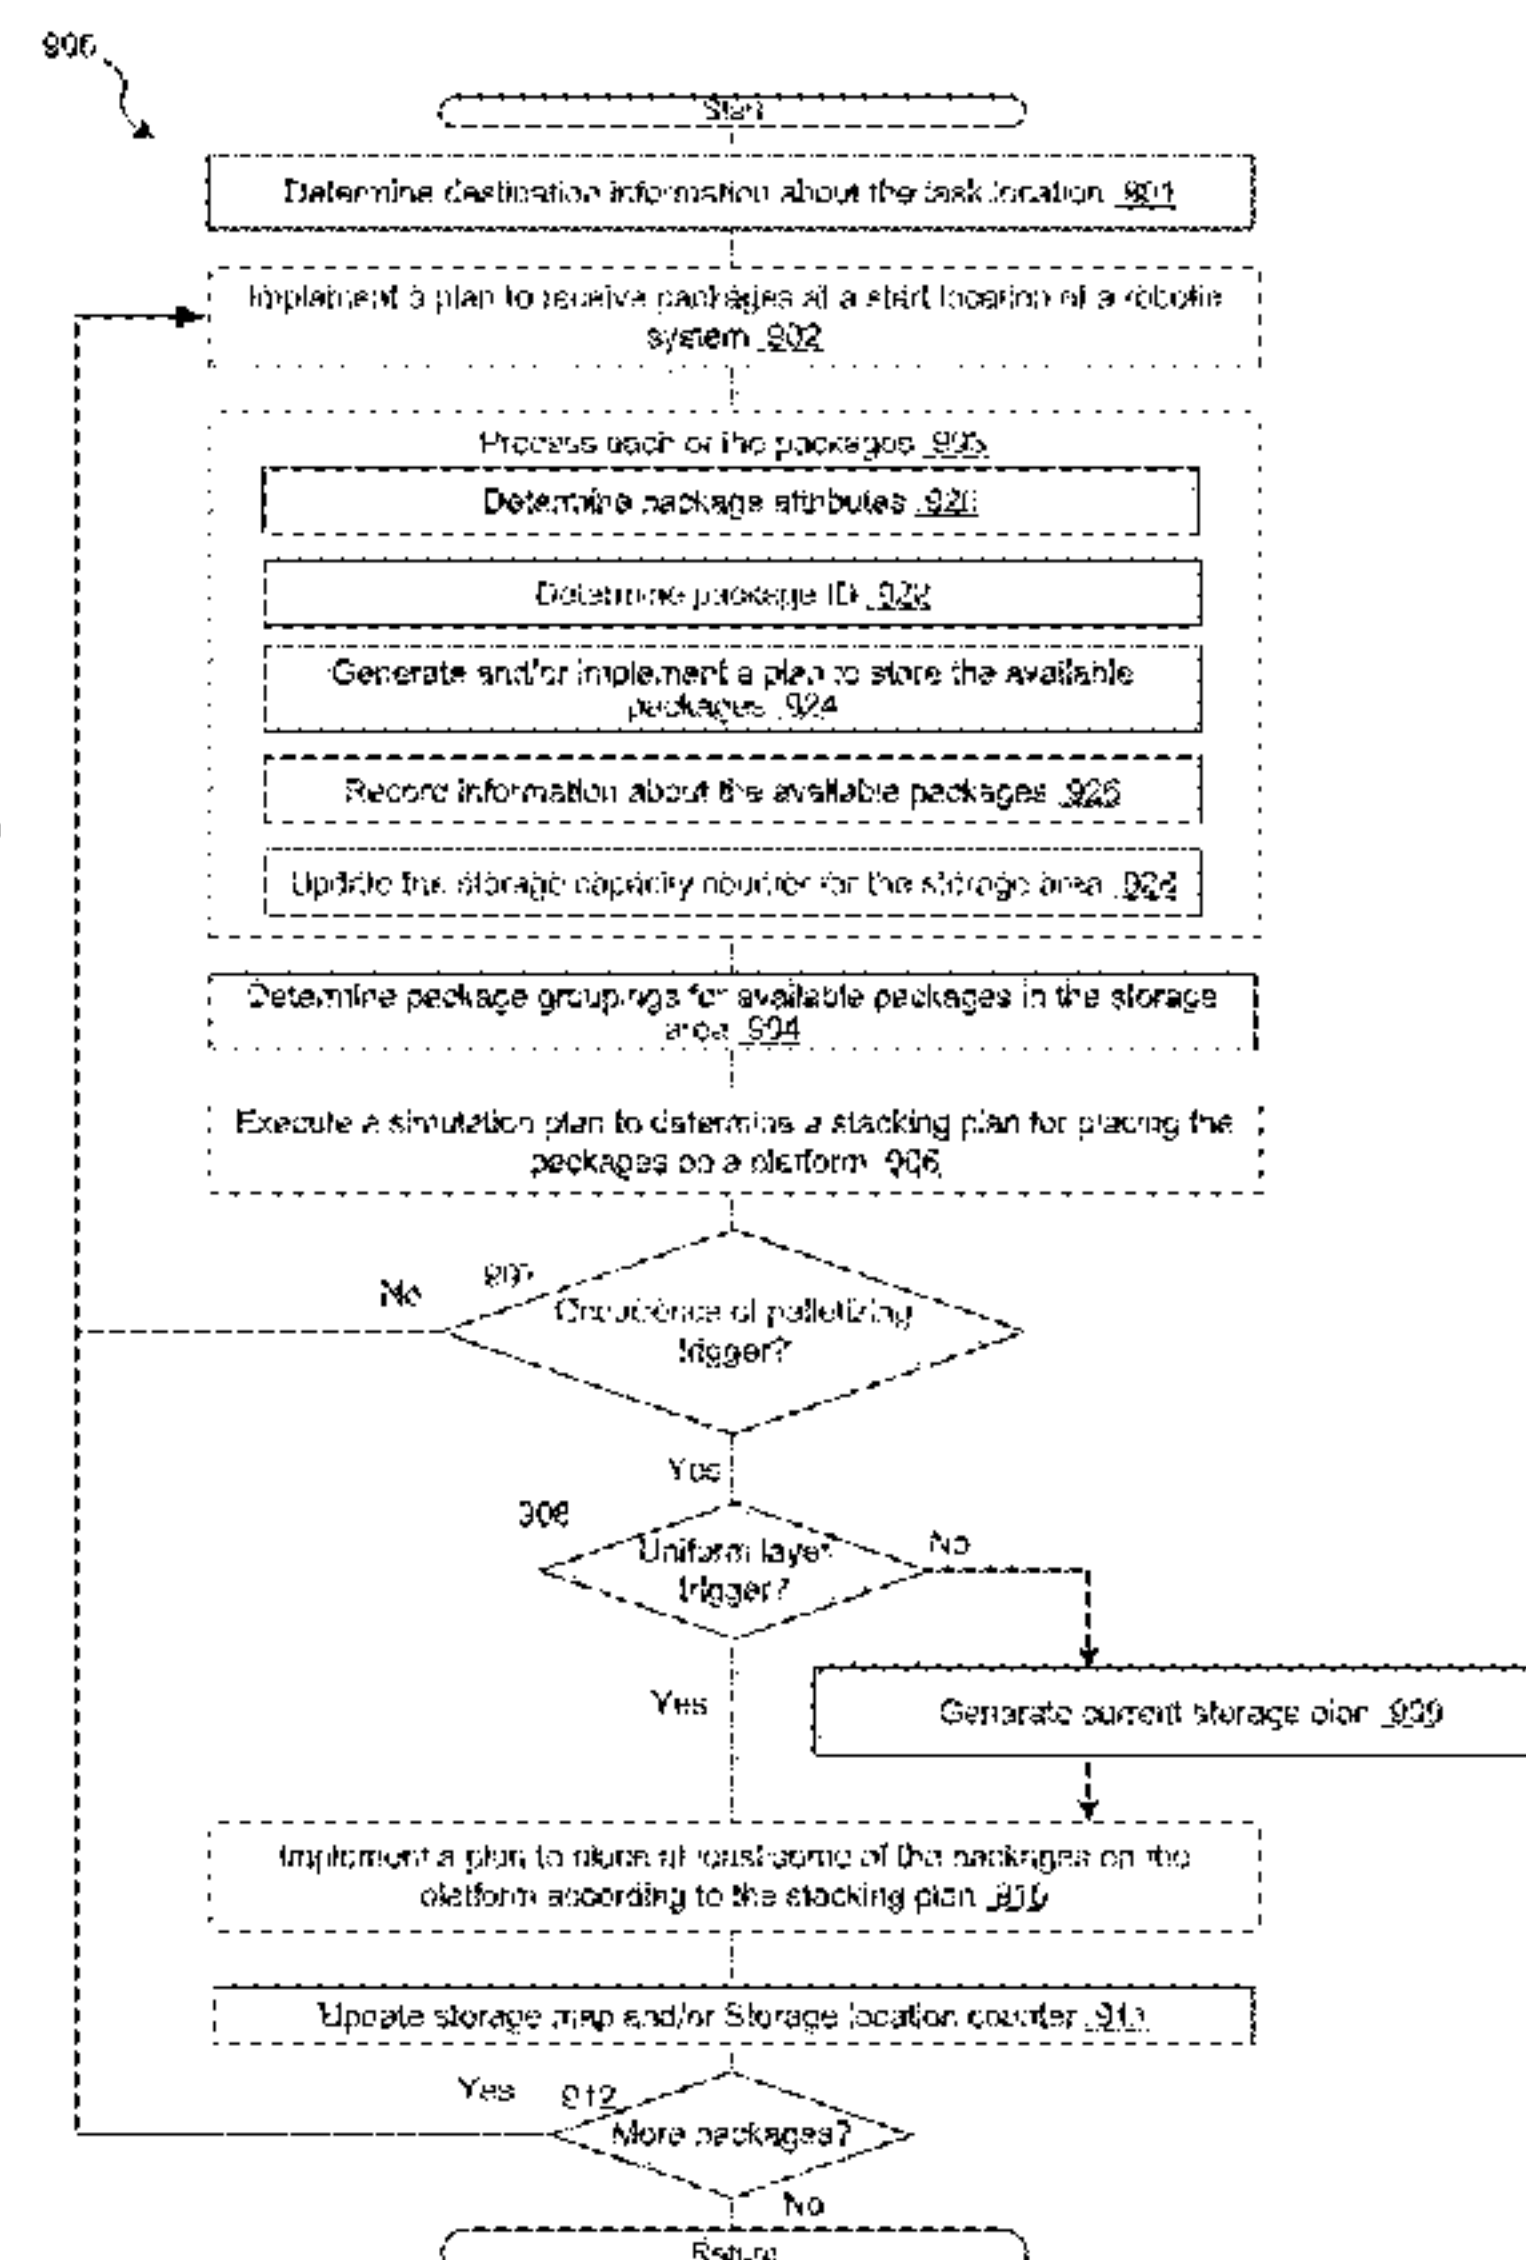 Start
Determine destination information about the task location 901
Implement a plan to receive packages at a start location of a robotic
system 902
Process each of the packages
Determine package attributes
Determine package ID 922
Generate and/or implement a plan to store the available
packages 924
Record information about the available packages 926
Update the storage capacity counter for the storage area
Determine package groupings for available packages in the storage
area 904
Execute a simulation plan to determine a stacking plan for placing the
packages on a platform 906
No
907
Occurrence of palletizing
trigger?
Yes
908
Uniform layer
trigger?
No
Yes
Generate current storage plan 909
Implement a plan to place at least some of the packages on the
platform according to the stacking plan 910
Update storage map and/or Storage location counter 911
Yes
912
More packages?
No
Return